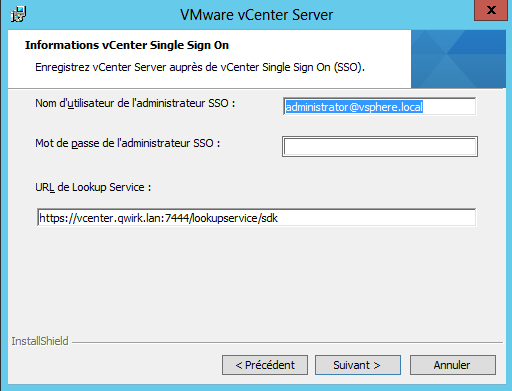 VMware vCenter Server
X
Informations vCenter Single Sign On
Enregistrez vCenter Server auprès de vCenter Single Sign On (SSO).
Nom d'utilisateur de l'administrateur SSO :
administrator@vsphere.local
Mot de passe de l'administrateur SSO :
URL de Lookup Service :
https://vcenter.qwirk.lan:7444/lookupservice/sdk
InstallShield
< Précédent
Suivant >
Annuler